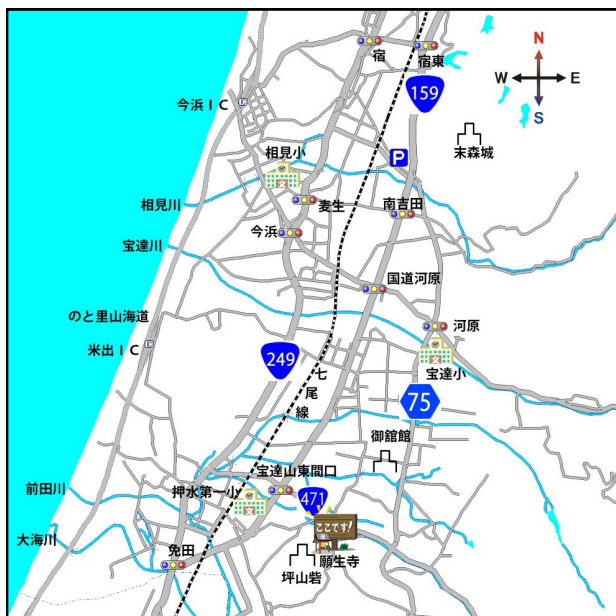 宿
宿東
N
W
E
S
159
今浜IC
末森城
相見小
文
P
相見川
麦生
南吉田
今浜
宝達川
国道河原
のと里山海道
河原
米出IC
249
七尾線
文
宝達小
75
御舘館
宝達山東間口
前田川
押水第一小
471
文
ここです!
大海川
免田
願生寺
坪山砦